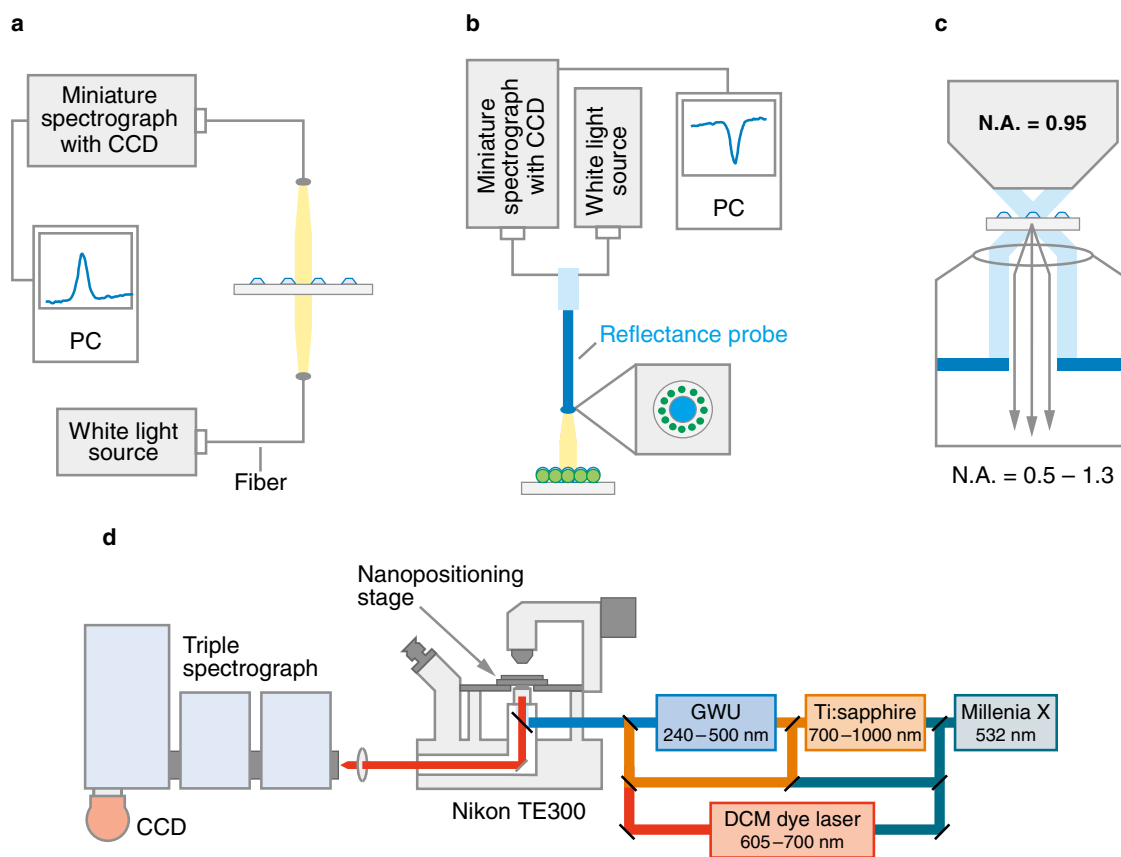 a
Miniature
spectrograph
with CCD
PC
White light
source
Fiber
b
Miniature
spectrograph
with CCD
White light
source
PC
Reflectance probe
c
N.A. = 0.95
N.A. = 0.5 – 1.3
d
Nanopositioning
stage
Triple
spectrograph
CCD
Nikon TE300
GWU
240–500 nm
Ti:sapphire
700–1000 nm
Millenia X
532 nm
DCM dye laser
605–700 nm